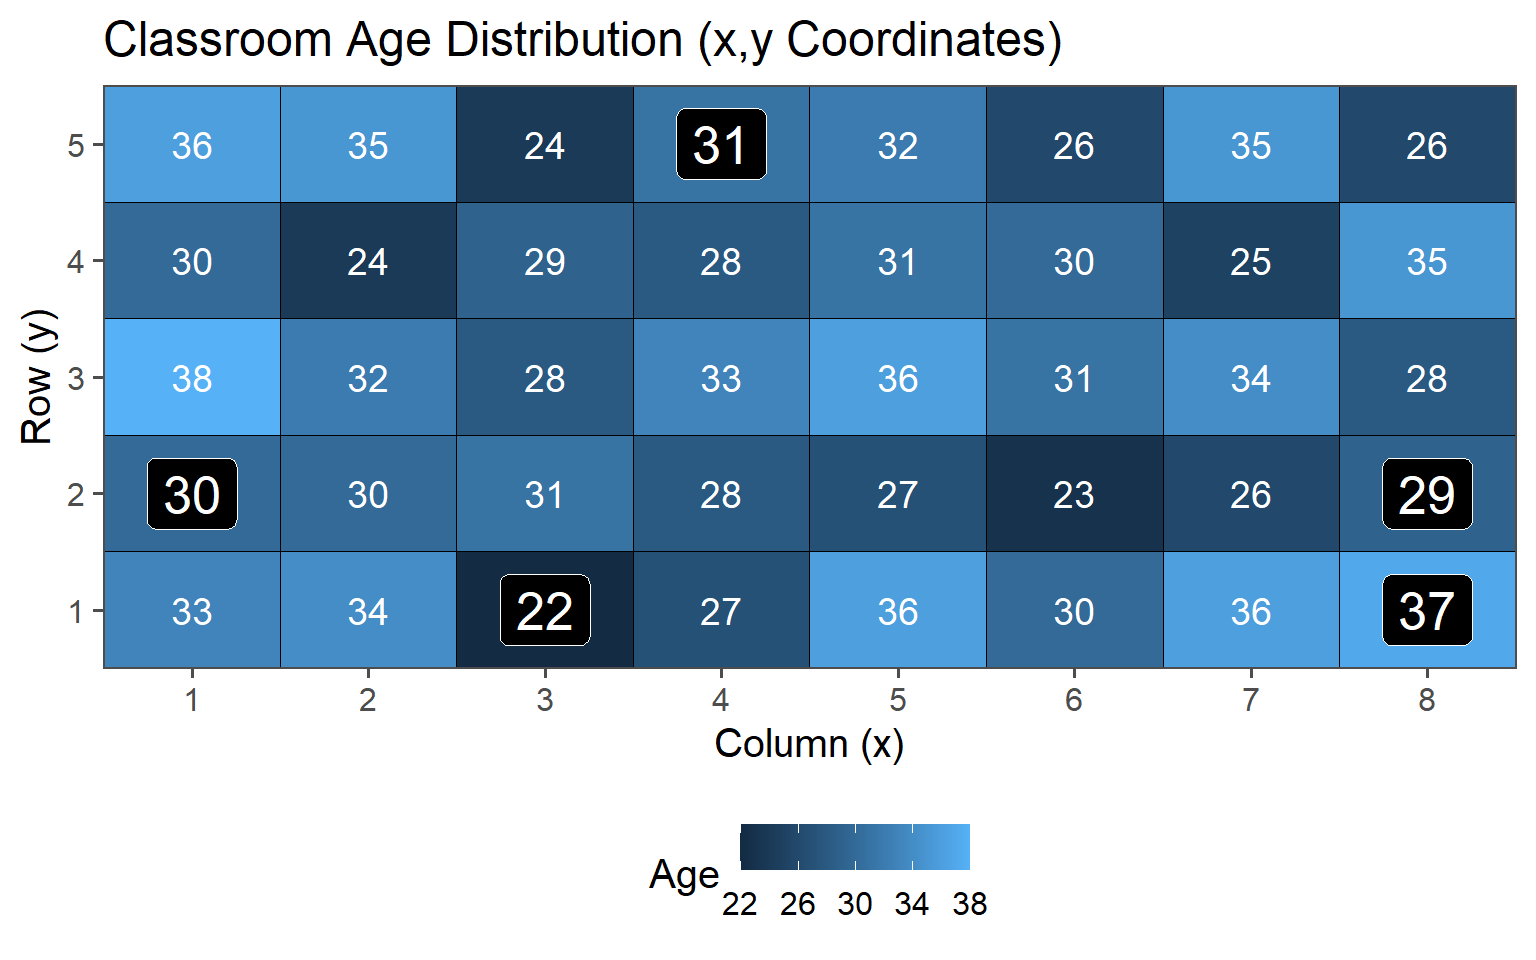 Classroom Age Distribution (x,y Coordinates)
5 36 35 24 31 32 26 35 26
4 30 24 29 28 31 30 25 35
Row (y)
3 38 32 28 33 36 31 34 28
2 30 30 31 28 27 23 26 29
1 33 34 22 27 36 30 36 37
1 2 3 4 5 6 7 8
Column (x)
Age
22 26 30 34 38